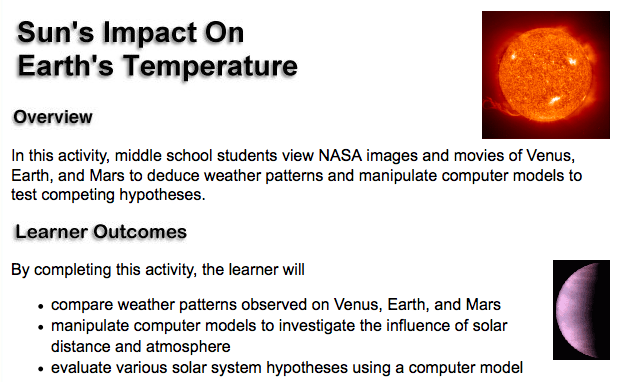 Sun's Impact On
Earth's Temperature
Overview
In this activity, middle school students view NASA images and movies of Venus,
Earth, and Mars to deduce weather patterns and manipulate computer models to
test competing hypotheses.
Learner Outcomes
By completing this activity, the learner will
• compare weather patterns observed on Venus, Earth, and Mars
• manipulate computer models to investigate the influence of solar
distance and atmosphere
• evaluate various solar system hypotheses using a computer model